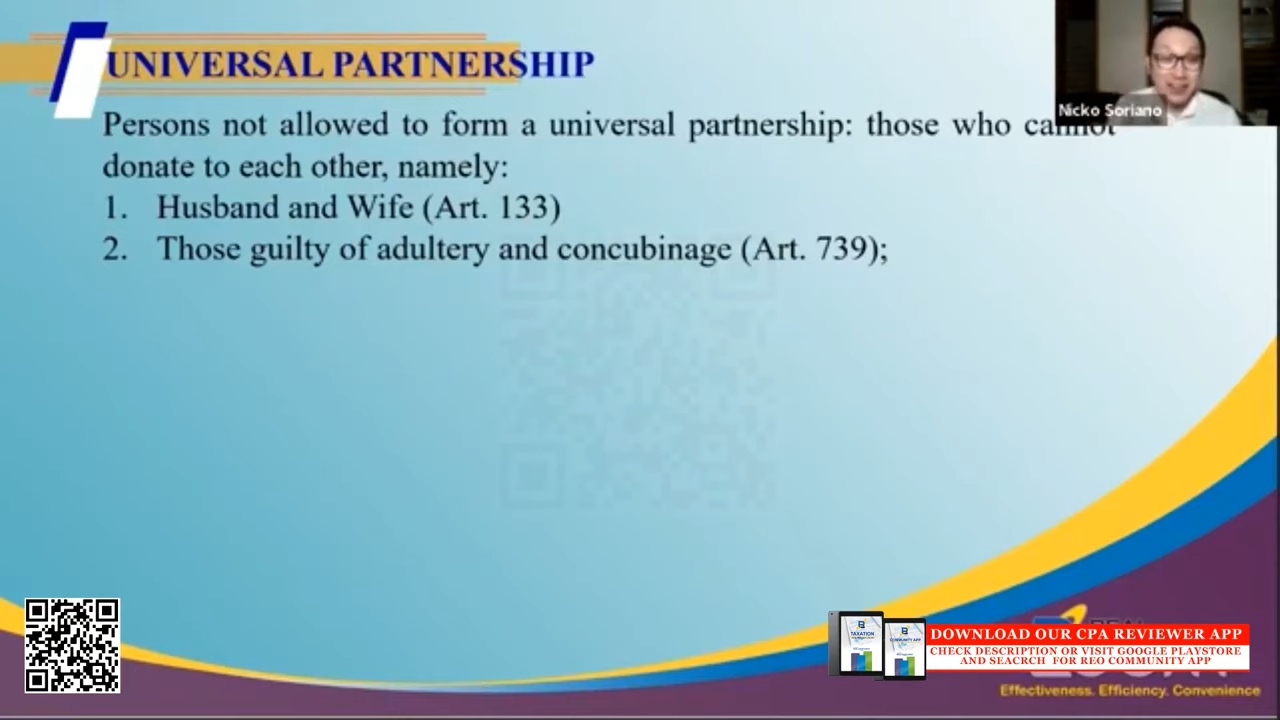 UNIVERSAL PARTNERSHIP
Nicko Soriano
Persons not allowed to form a universal partnership: those who cannot
donate to each other, namely:
1. Husband and Wife (Art. 133)
2. Those guilty of adultery and concubinage (Art. 739);
TAXATION
COMMUNITY APP
DOWNLOAD OUR CPA REVIEWER APP
CHECK DESCRIPTION OR VISIT GOOGLE PLAYSTORE
AND SEACRCH FOR REO COMMUNITY APP
Effectiveness. Efficiency. Convenience